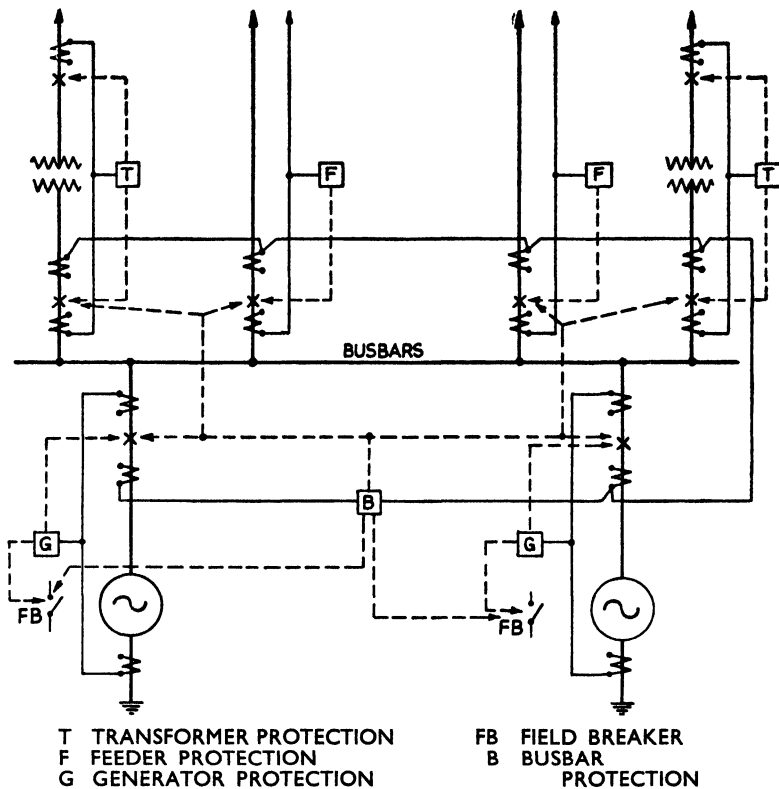 T
F
F
T
BUSBARS
B
G
G
FB
FB
T TRANSFORMER PROTECTION
F FEEDER PROTECTION
G GENERATOR PROTECTION
FB FIELD BREAKER
B BUSBAR
PROTECTION